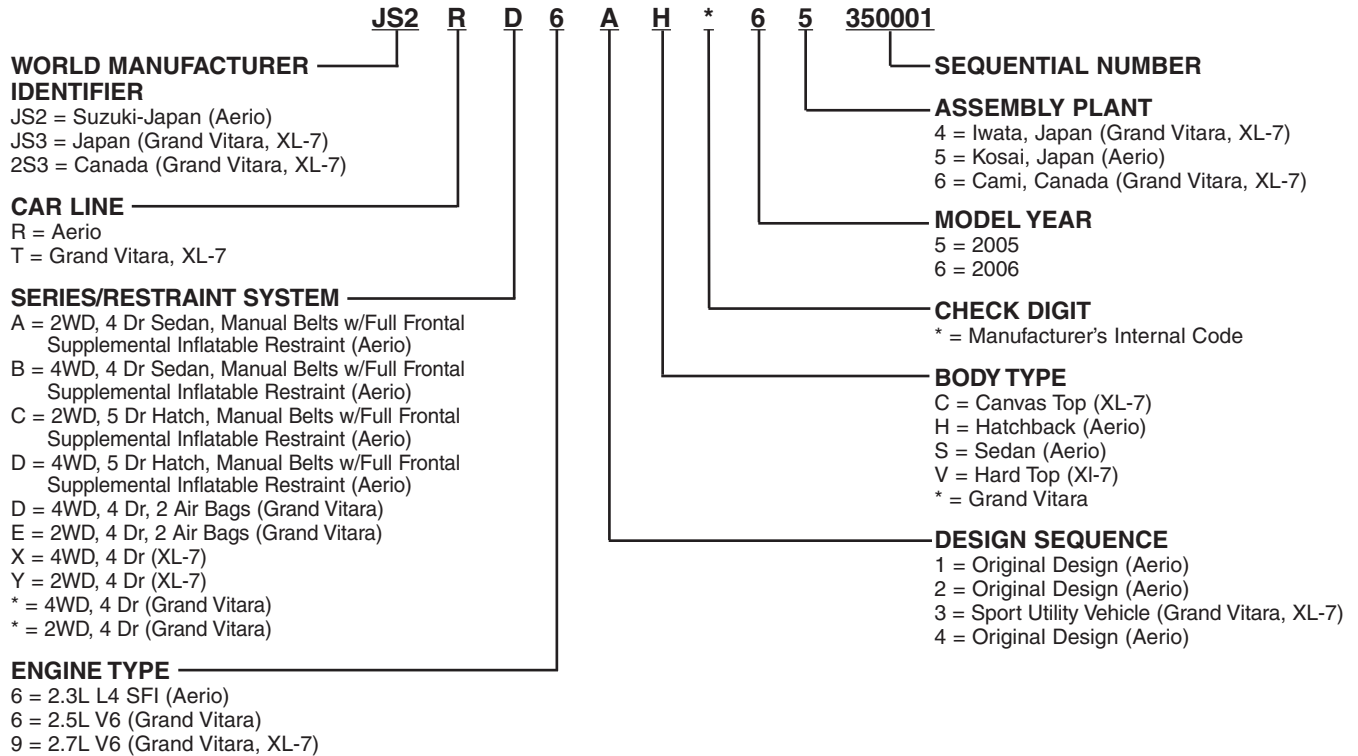 JS2 R D 6 A H * 6 5 350001
WORLD MANUFACTURER
IDENTIFIER
JS2 = Suzuki-Japan (Aerio)
JS3 = Japan (Grand Vitara, XL-7)
2S3 = Canada (Grand Vitara, XL-7)
CAR LINE
R = Aerio
T = Grand Vitara, XL-7
SERIES/RESTRAINT SYSTEM
A = 2WD, 4 Dr Sedan, Manual Belts w/Full Frontal
Supplemental Inflatable Restraint (Aerio)
B = 4WD, 4 Dr Sedan, Manual Belts w/Full Frontal
Supplemental Inflatable Restraint (Aerio)
C = 2WD, 5 Dr Hatch, Manual Belts w/Full Frontal
Supplemental Inflatable Restraint (Aerio)
D = 4WD, 5 Dr Hatch, Manual Belts w/Full Frontal
Supplemental Inflatable Restraint (Aerio)
D = 4WD, 4 Dr, 2 Air Bags (Grand Vitara)
E = 2WD, 4 Dr, 2 Air Bags (Grand Vitara)
X = 4WD, 4 Dr (XL-7)
Y = 2WD, 4 Dr (XL-7)
* = 4WD, 4 Dr (Grand Vitara)
* = 2WD, 4 Dr (Grand Vitara)
ENGINE TYPE
6 = 2.3L L4 SFI (Aerio)
6 = 2.5L V6 (Grand Vitara)
9 = 2.7L V6 (Grand Vitara, XL-7)
SEQUENTIAL NUMBER
ASSEMBLY PLANT
4 = Iwata, Japan (Grand Vitara, XL-7)
5 = Kosai, Japan (Aerio)
6 = Cami, Canada (Grand Vitara, XL-7)
MODEL YEAR
5 = 2005
6 = 2006
CHECK DIGIT
* = Manufacturer's Internal Code
BODY TYPE
C = Canvas Top (XL-7)
H = Hatchback (Aerio)
S = Sedan (Aerio)
V = Hard Top (Xl-7)
* = Grand Vitara
DESIGN SEQUENCE
1 = Original Design (Aerio)
2 = Original Design (Aerio)
3 = Sport Utility Vehicle (Grand Vitara, XL-7)
4 = Original Design (Aerio)